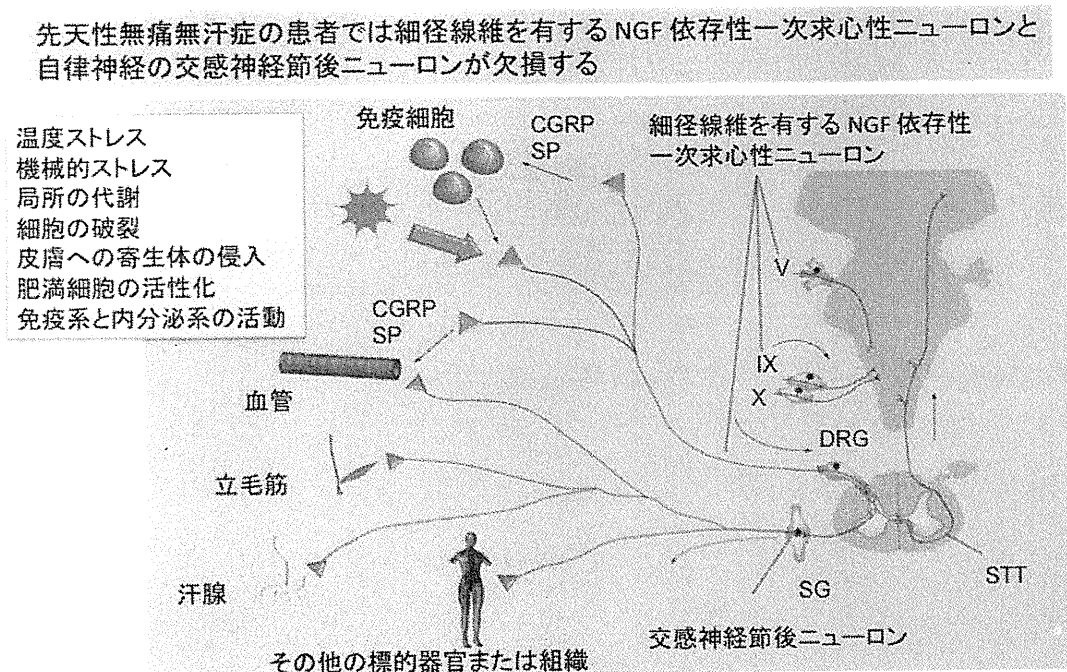 先天性無痛無汗症の患者では細径線維を有する NGF 依存性一次求心性ニューロンと
自律神経の交感神経節後ニューロンが欠損する
温度ストレス
機械的ストレス
局所の代謝
細胞の破裂
皮膚への寄生体の侵入
肥満細胞の活性化
免疫系と内分泌系の活動
免疫細胞
CGRP
SP
細径線維を有する NGF 依存性
一次求心性ニューロン
V
CGRP
SP
IX
X
血管
DRG
立毛筋
汗腺
SG
STT
交感神経節後ニューロン
その他の標的器官または組織